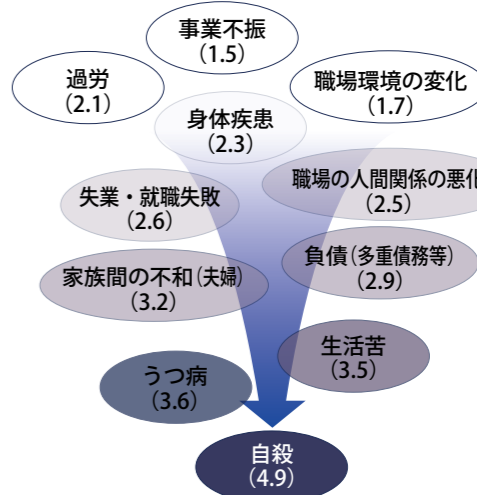 事業不振
(1.5)
過労
(2.1)
職場環境の変化
(1.7)
身体疾患
(2.3)
失業・就職失敗
(2.6)
職場の人間関係の悪化
(2.5)
家族間の不和(夫婦)
(3.2)
負債(多重債務等)
(2.9)
生活苦
(3.5)
うつ病
(3.6)
自殺
(4.9)